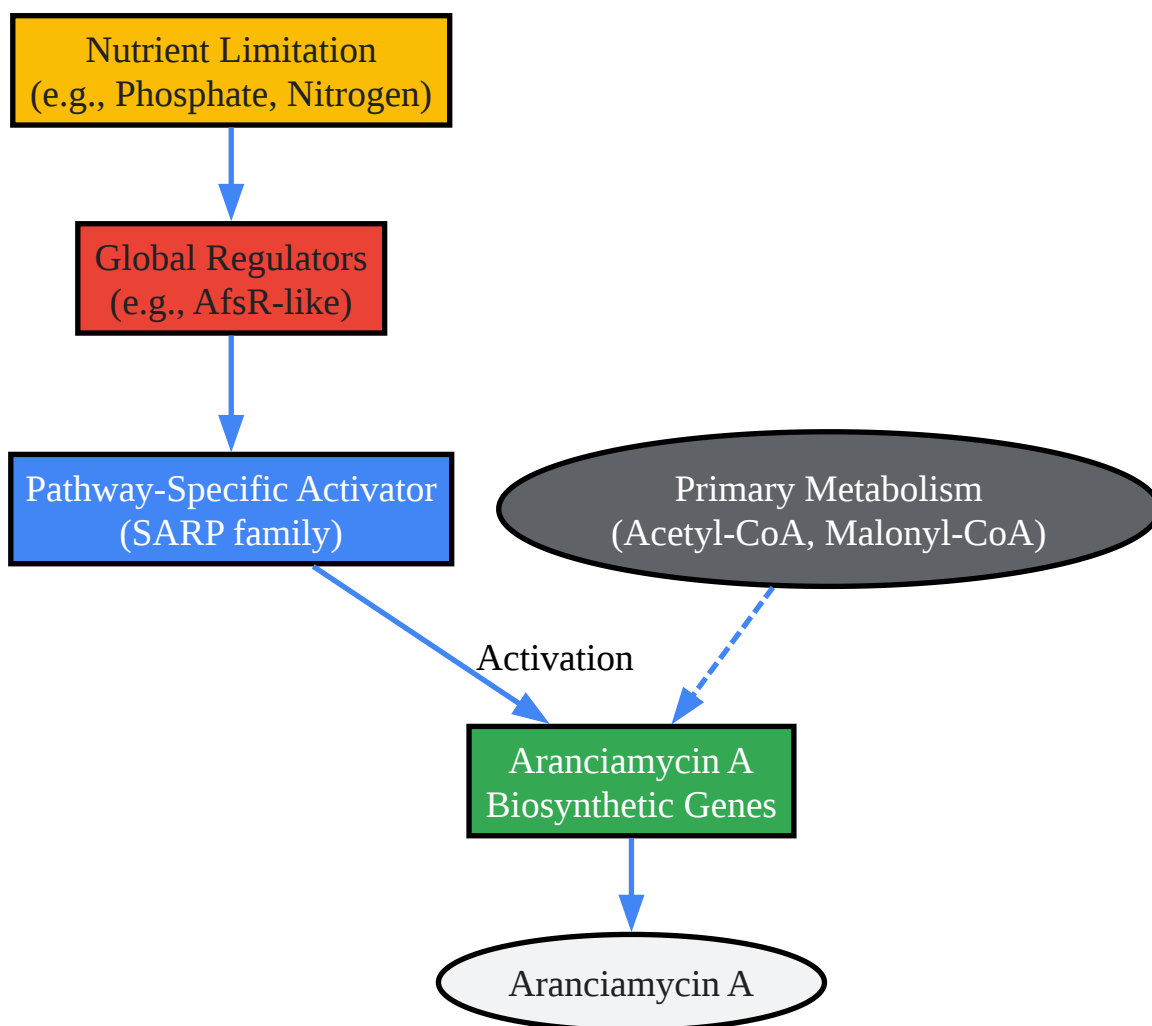 Nutrient Limitation
(e.g., Phosphate, Nitrogen)
Global Regulators
(e.g., AfsR-like)
Pathway-Specific Activator
(SARP family)
Primary Metabolism
(Acetyl-CoA, Malonyl-CoA)
Activation
Aranciamycin A
Biosynthetic Genes
Aranciamycin A